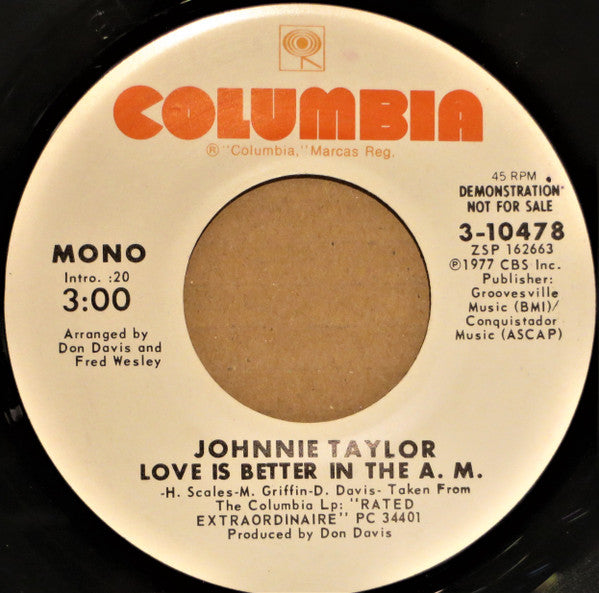 COLUMBIA
® "Columbia," Marcas Reg.
45 RPM
DEMONSTRATION
NOT FOR SALE
3-10478
ZSP 162663
℗1977 CBS Inc.
Publisher:
Groovesville
Music (BMI)/
Conquistador
Music (ASCAP)
MONO
Intro. :20
3:00
Arranged by
Don Davis and
Fred Wesley
JOHNNIE TAYLOR
LOVE IS BETTER IN THE A. M.
-H. Scales-M. Griffin-D. Davis- Taken From
The Columbia Lp: "RATED
EXTRAORDINAIRE" PC 34401
Produced by Don Davis